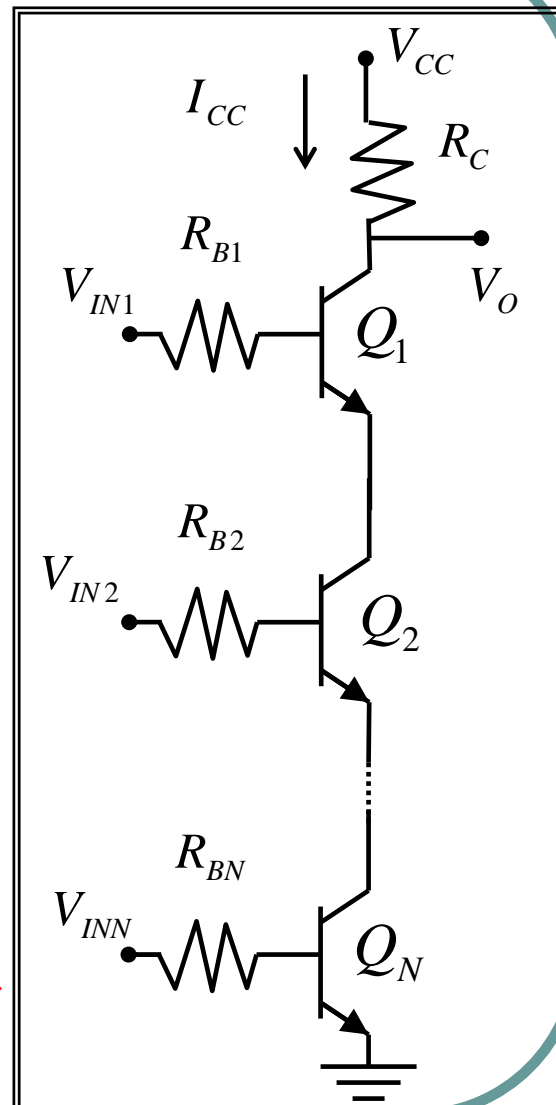 V_CC
I_CC
R_C
R_B1
V_IN1
V_O
Q_1
R_B2
V_IN2
Q_2
R_BN
V_INN
Q_N